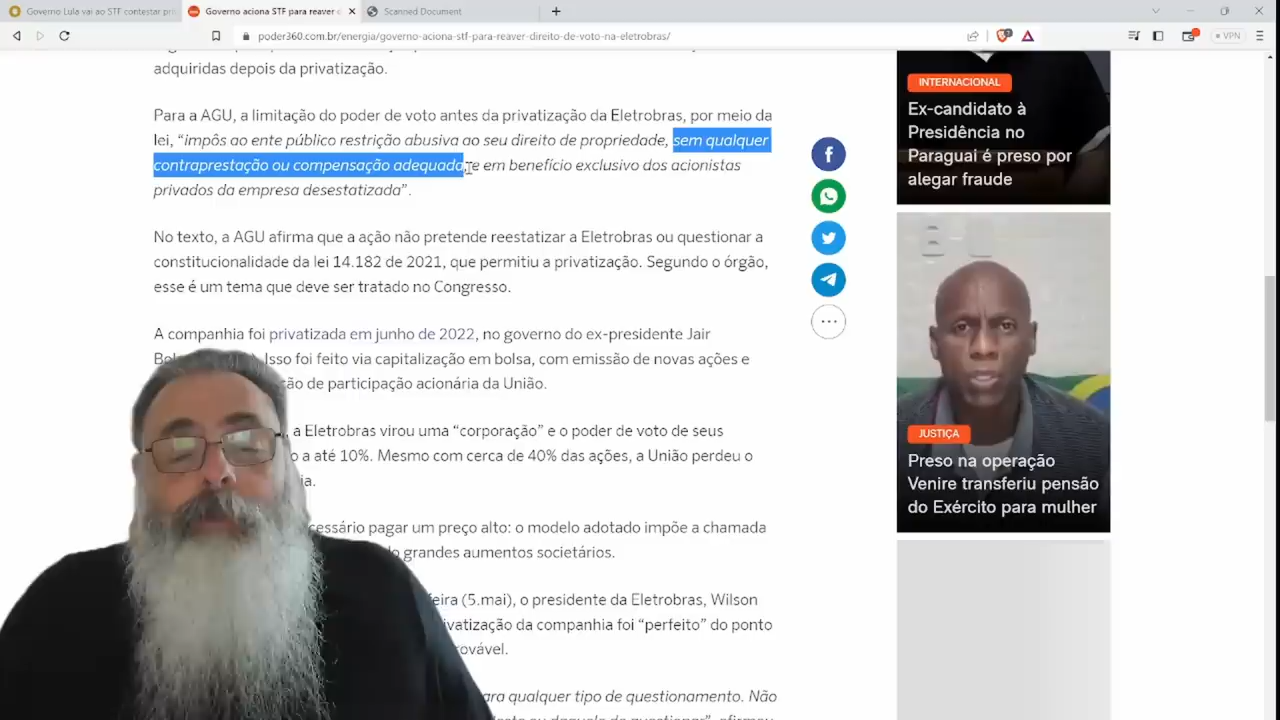 Governo Lula vai ao STF contestar pri
Governo aciona STF para reaver d
Scanned Document
poder360.com.br/energia/governo-aciona-stf-para-reaver-direito-de-voto-na-eletrobras/
VPN
adquiridas depois da privatização.
Para a AGU, a limitação do poder de voto antes da privatização da Eletrobras, por meio da
lei, “impôs ao ente público restrição abusiva ao seu direito de propriedade, sem qualquer
contraprestação ou compensação adequada, e em benefício exclusivo dos acionistas
privados da empresa desestatizada”.
No texto, a AGU afirma que a ação não pretende reestatizar a Eletrobras ou questionar a
constitucionalidade da lei 14.182 de 2021, que permitiu a privatização. Segundo o órgão,
esse é um tema que deve ser tratado no Congresso.
A companhia foi privatizada em junho de 2022, no governo do ex-presidente Jair
Isso foi feito via capitalização em bolsa, com emissão de novas ações e
de participação acionária da União.
, a Eletrobras virou uma “corporação” e o poder de voto de seus
o a até 10%. Mesmo com cerca de 40% das ações, a União perdeu o
pagar um preço alto: o modelo adotado impõe a chamada
grandes aumentos societários.
(5.mai), o presidente da Eletrobras, Wilson
da companhia foi “perfeito” do ponto
qualquer tipo de questionamento. Não
INTERNACIONAL
Ex-candidato à
Presidência no
Paraguai é preso por
alegar fraude
JUSTIÇA
Preso na operação
Venire transferiu pensão
do Exército para mulher